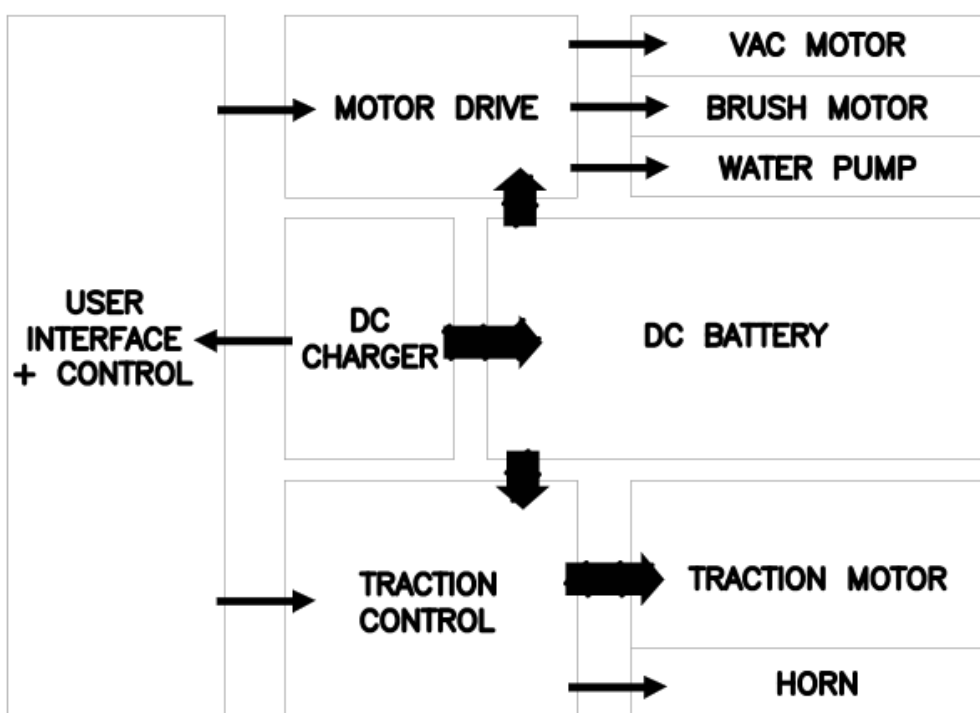 VAC MOTOR
MOTOR DRIVE
BRUSH MOTOR
WATER PUMP
USER
INTERFACE
+ CONTROL
DC
CHARGER
DC BATTERY
TRACTION
CONTROL
TRACTION MOTOR
HORN